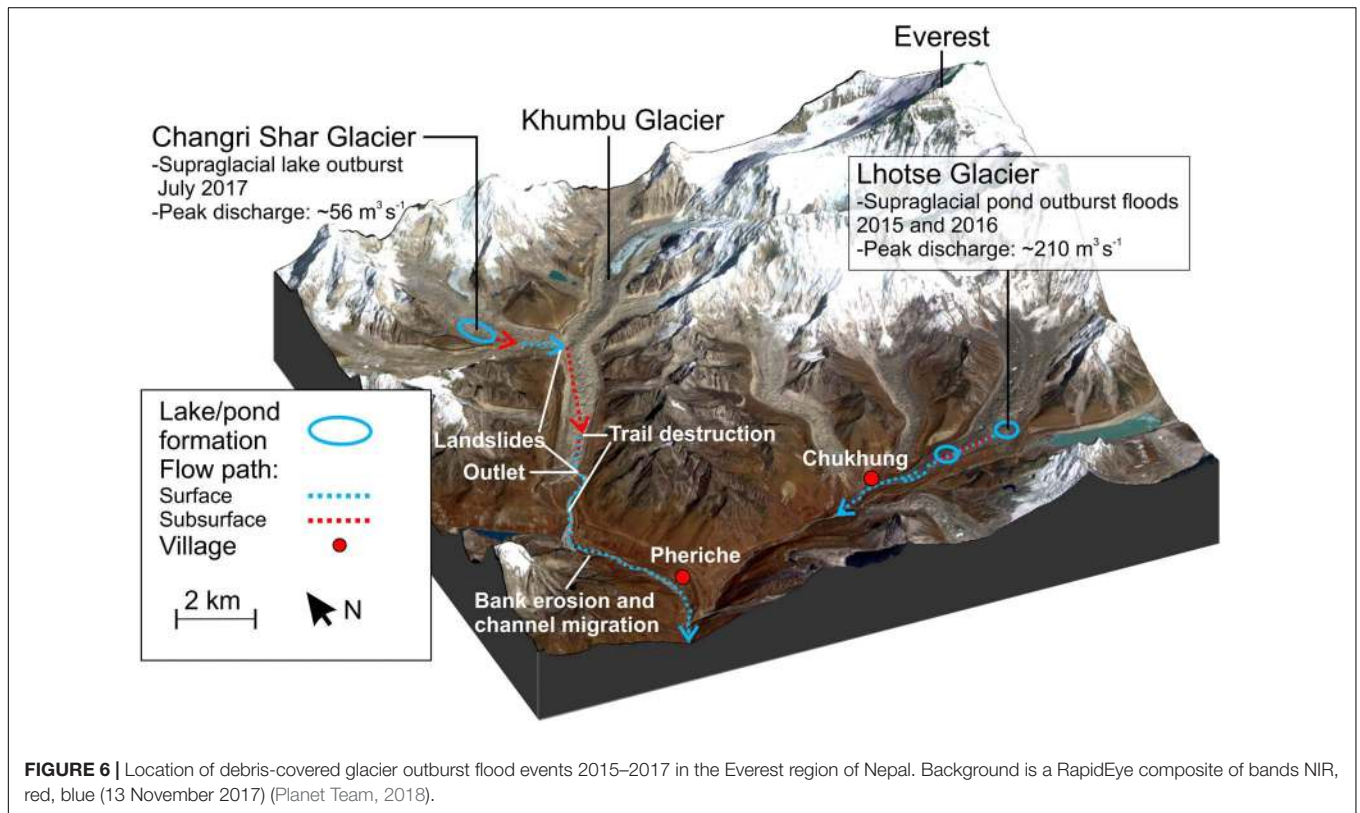 Everest
Khumbu Glacier
Changri Shar Glacier
-Supraglacial lake outburst
July 2017
-Peak discharge: ~56 m³ s⁻¹
Lhotse Glacier
-Supraglacial pond outburst floods
2015 and 2016
-Peak discharge: ~210 m³ s⁻¹
Landslides
Trail destruction
Outlet
Chukhung
Pheriche
Bank erosion and
channel migration
Lake/pond
formation
Flow path:
Surface
Subsurface
Village
2 km
N
FIGURE 6 | Location of debris-covered glacier outburst flood events 2015–2017 in the Everest region of Nepal. Background is a RapidEye composite of bands NIR,
red, blue (13 November 2017) (Planet Team, 2018).